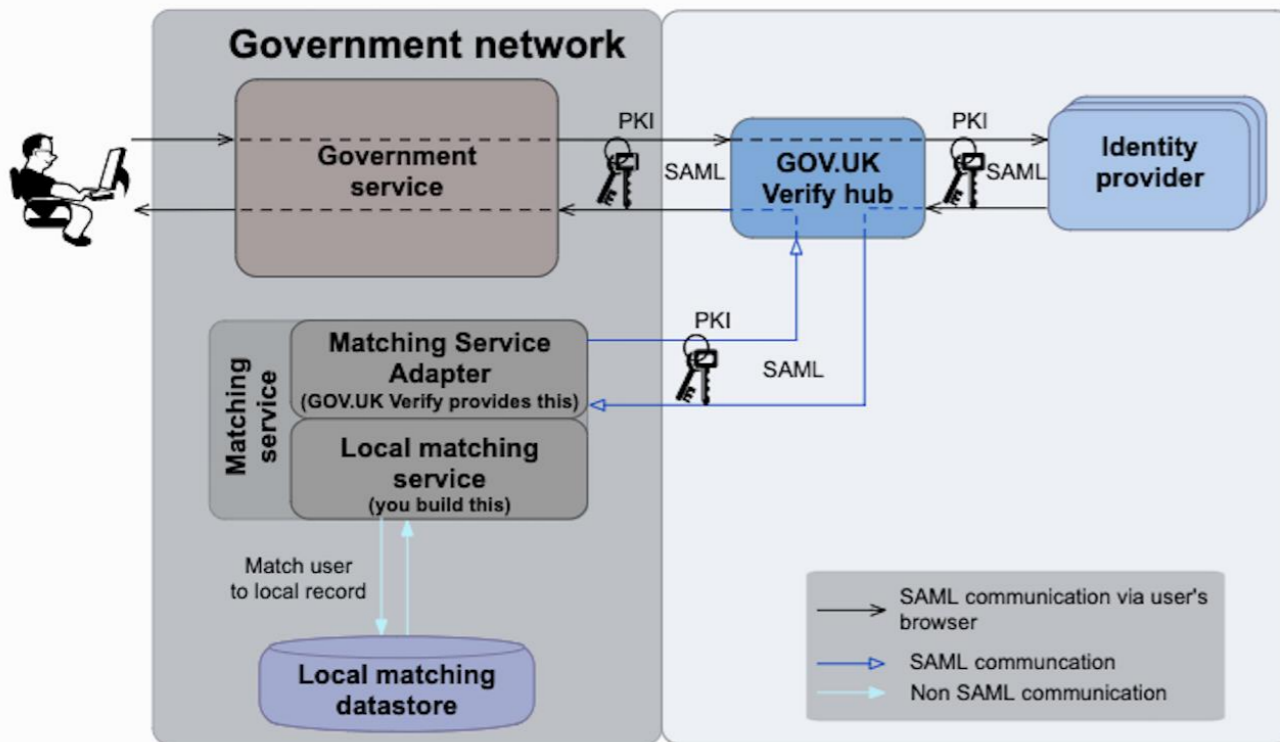 Government network
Government
service
PKI
SAML
GOV.UK
Verify hub
PKI
SAML
Identity
provider
Matching
service
Matching Service
Adapter
(GOV.UK Verify provides this)
PKI
SAML
Local matching
service
(you build this)
Match user
to local record
Local matching
datastore
SAML communication via user's
browser
SAML communcation
Non SAML communication